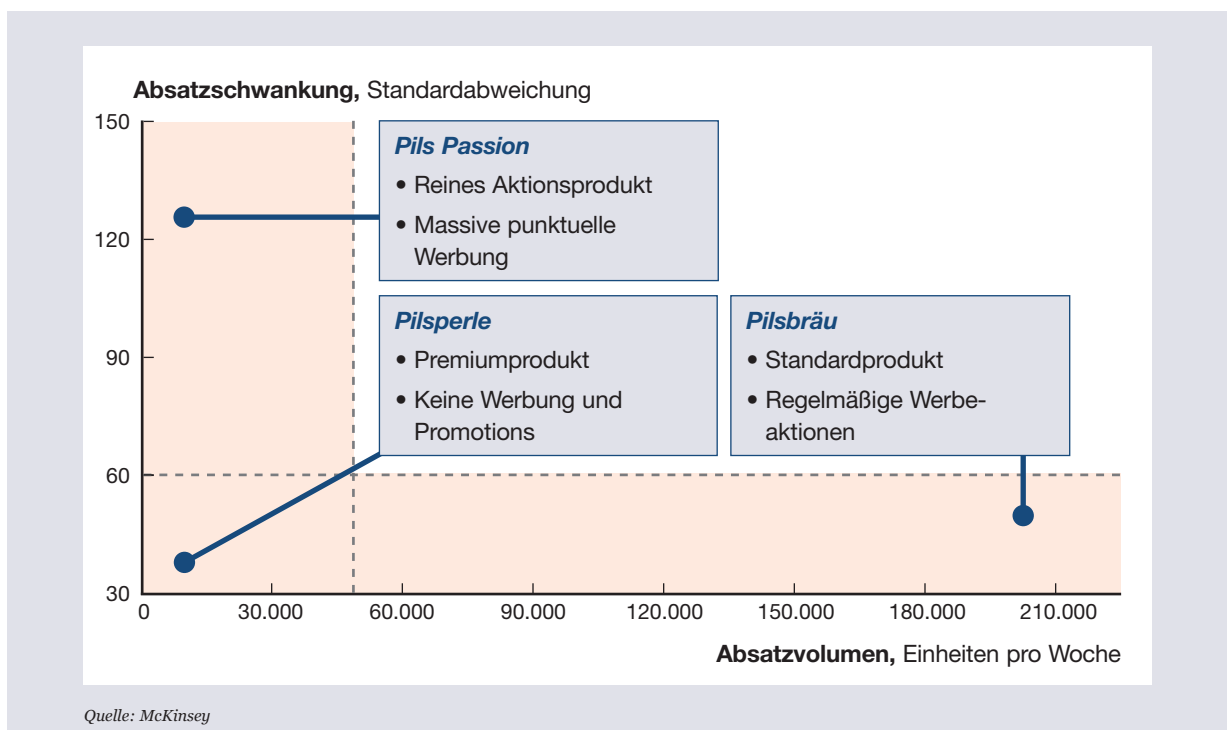 Absatzschwankung, Standardabweichung
150
120
90
60
30
Pils Passion
• Reines Aktionsprodukt
• Massive punktuelle
Werbung
Pilsperle
• Premiumprodukt
• Keine Werbung und
Promotions
Pilsbräu
• Standardprodukt
• Regelmäßige Werbe-
aktionen
0 30.000 60.000 90.000 120.000 150.000 180.000 210.000
Absatzvolumen, Einheiten pro Woche
Quelle: McKinsey